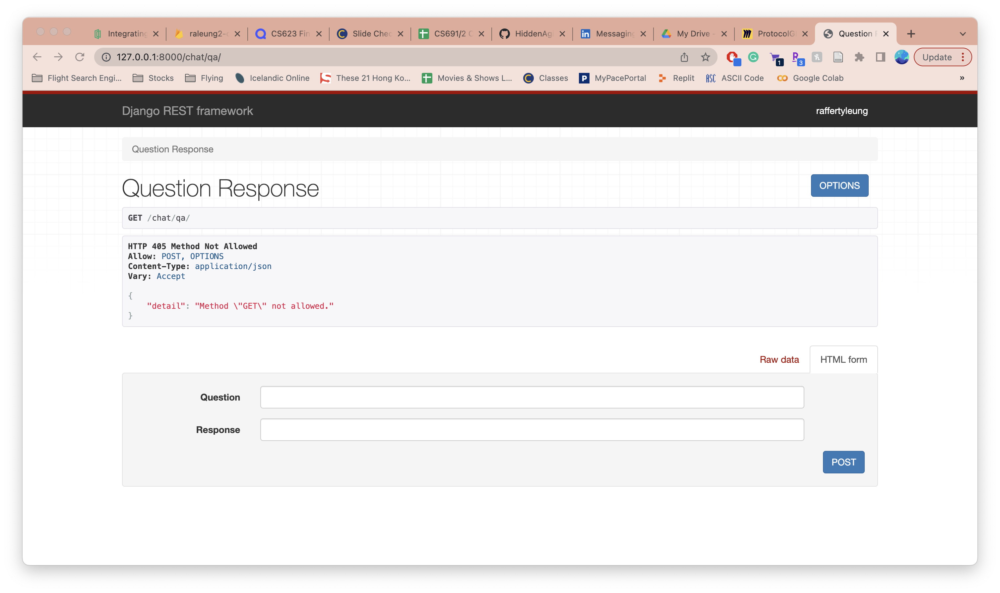 Integrating
raleung2-
CS623 Fin
Slide Chec
CS691/2 C
HiddenAgi
Messaging
My Drive -
ProtocolG
Question
127.0.0.1:8000/chat/qa/
1
3
Update
Flight Search Engi...
Stocks
Flying
Icelandic Online
These 21 Hong Ko...
Movies & Shows L...
Classes
MyPacePortal
Replit
ASCII Code
Google Colab
»
Django REST framework
raffertyleung
Question Response
Question Response
OPTIONS
GET /chat/qa/
HTTP 405 Method Not Allowed
Allow: POST, OPTIONS
Content-Type: application/json
Vary: Accept
{
"detail": "Method \"GET\" not allowed."
}
Raw data
HTML form
Question
Response
POST